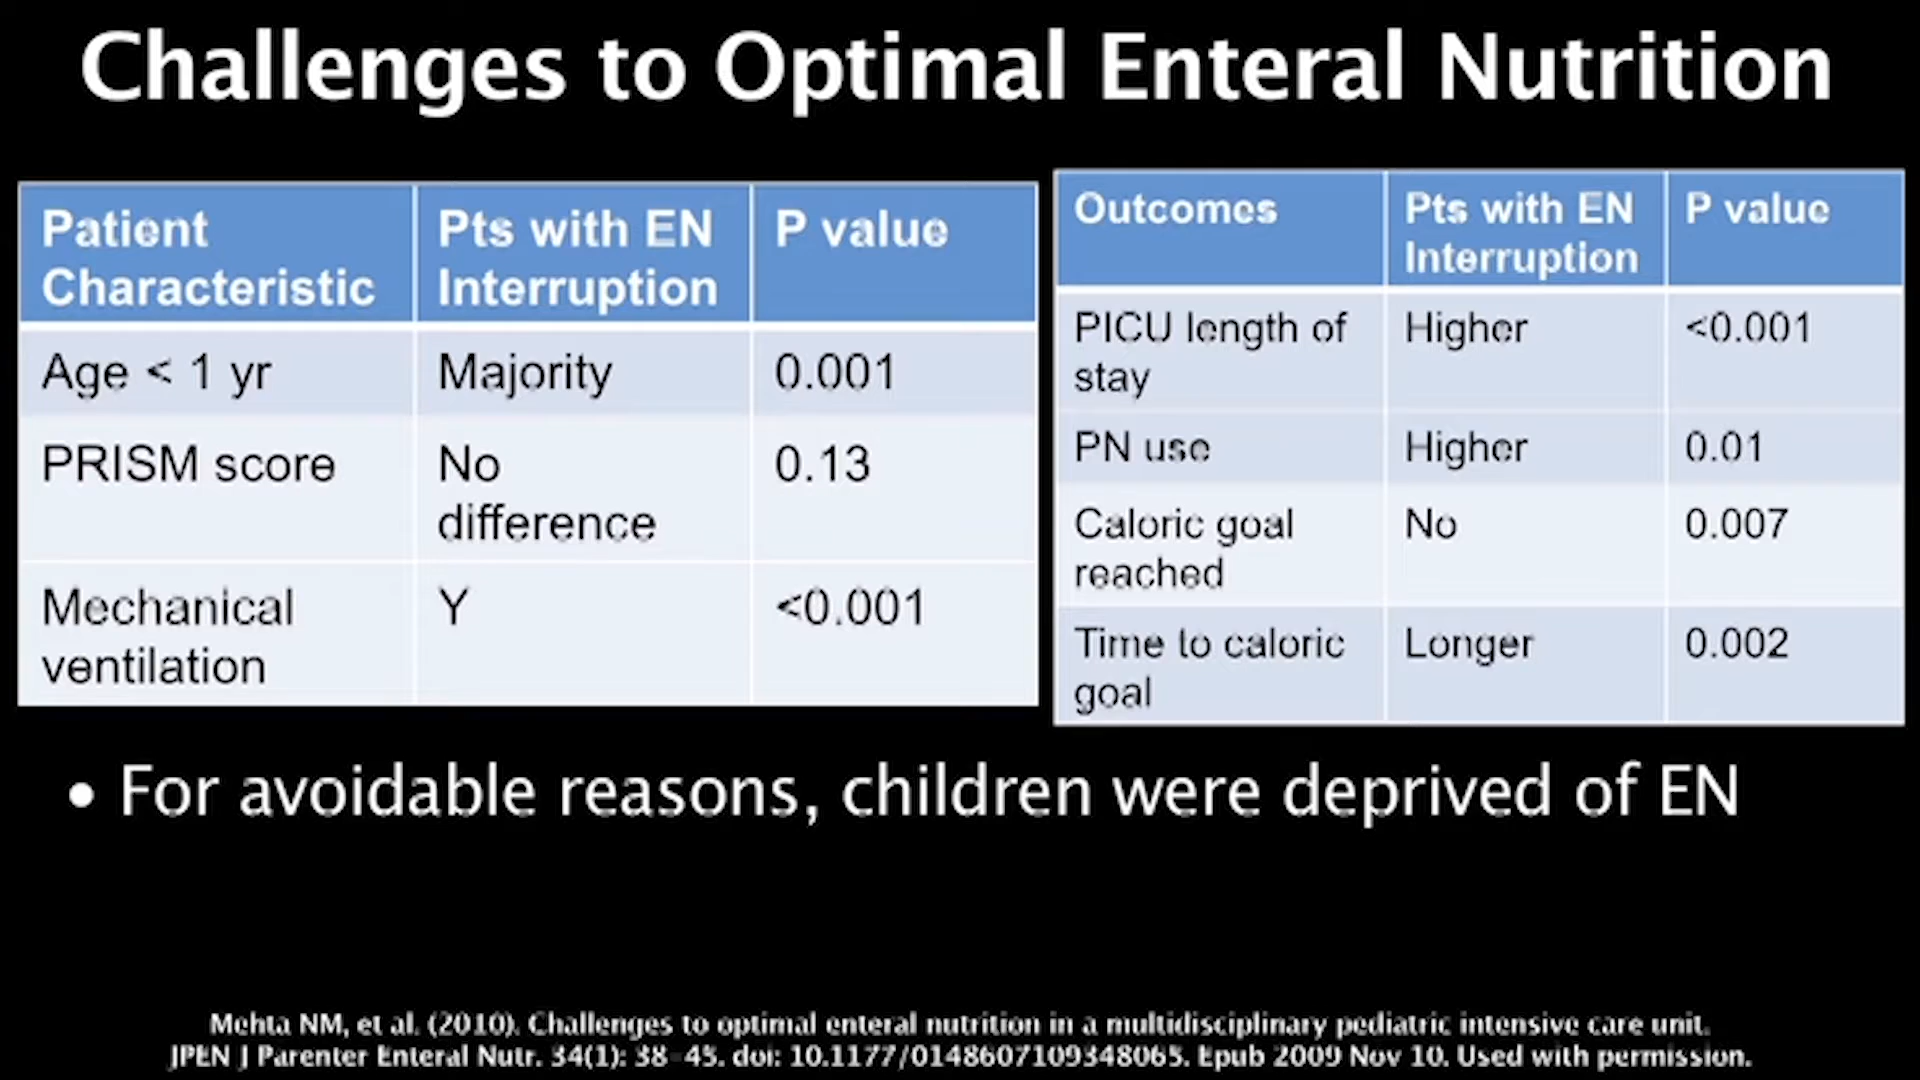 Challenges to Optimal Enteral Nutrition
Patient Characteristic
Pts with EN Interruption
P value
Age < 1 yr
Majority
0.001
PRISM score
No difference
0.13
Mechanical ventilation
Y
<0.001
Outcomes
Pts with EN Interruption
P value
PICU length of stay
Higher
<0.001
PN use
Higher
0.01
Caloric goal reached
No
0.007
Time to caloric goal
Longer
0.002
• For avoidable reasons, children were deprived of EN
Mehta NM, et al. (2010). Challenges to optimal enteral nutrition in a multidisciplinary pediatric intensive care unit.
JPEN J Parenter Enteral Nutr. 34(1): 38-45. doi: 10.1177/0148607109348065. Epub 2009 Nov 10. Used with permission.